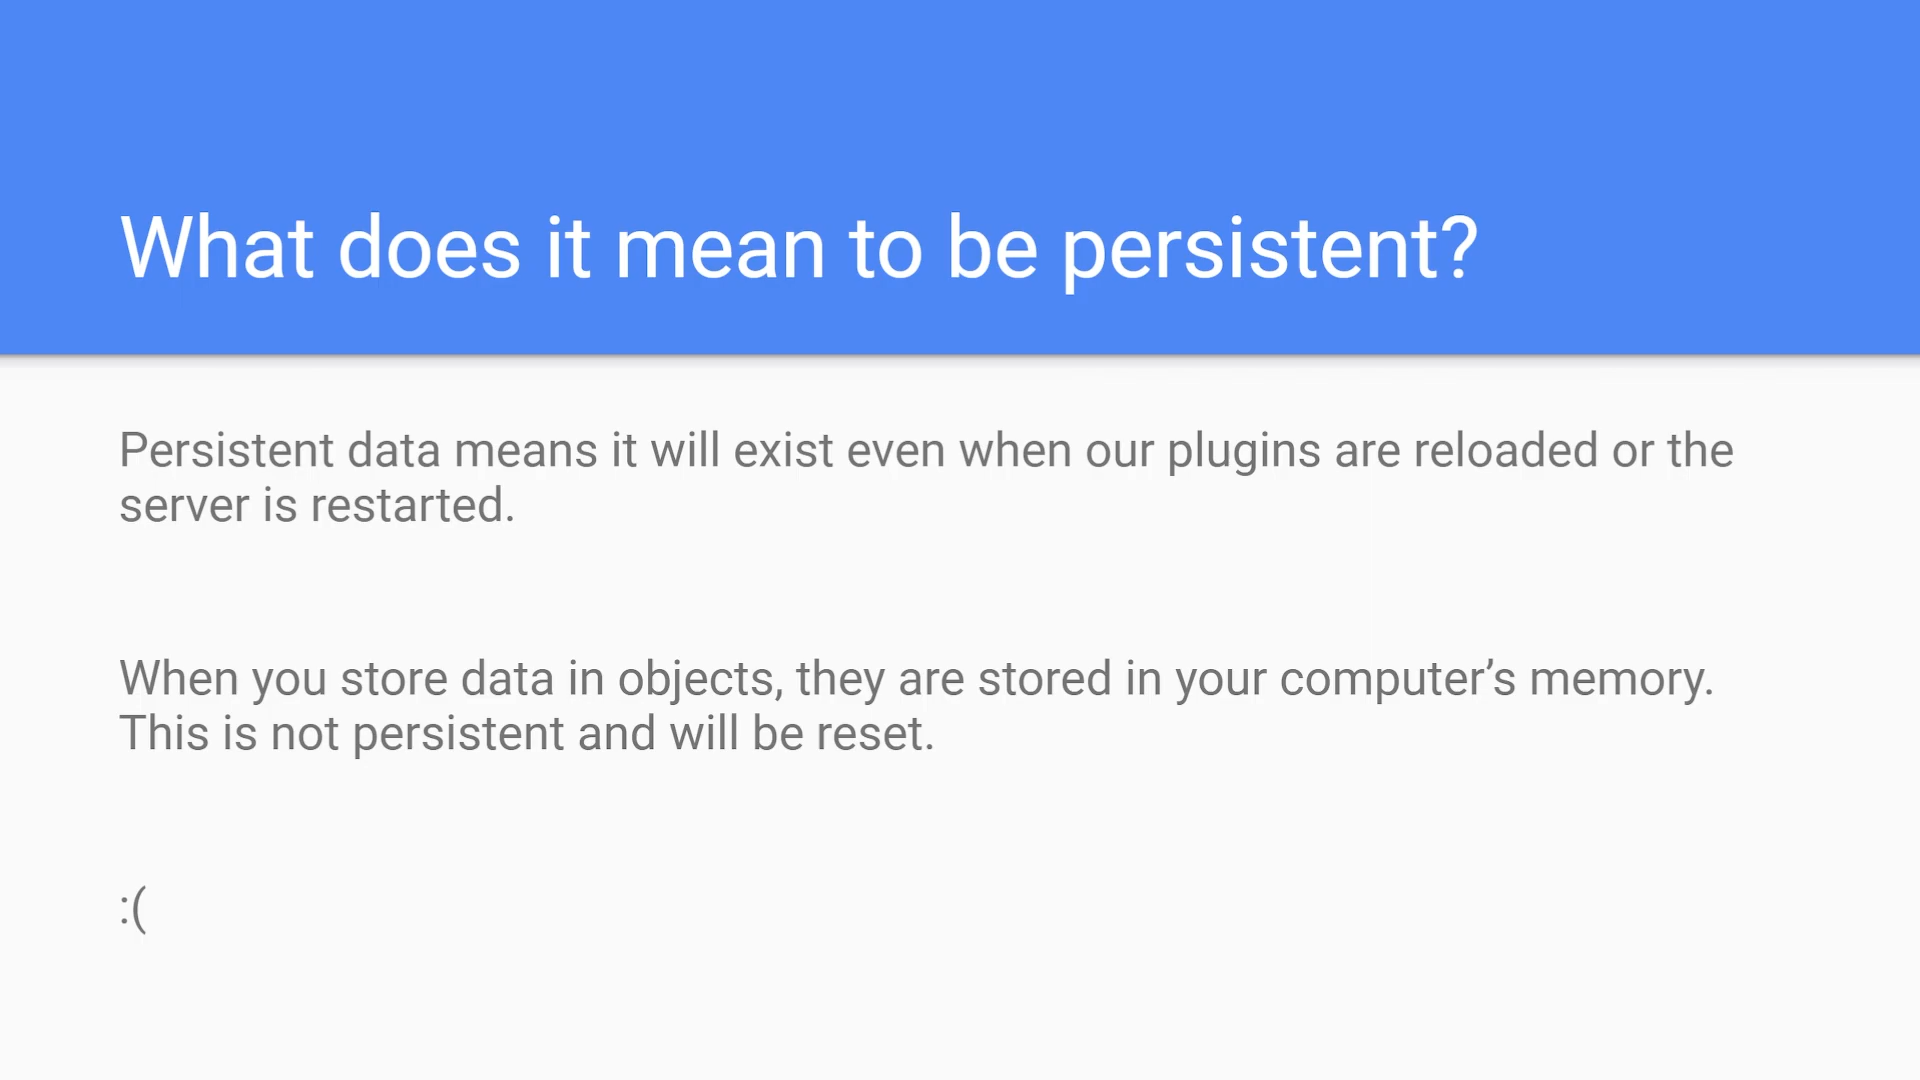 What does it mean to be persistent?
Persistent data means it will exist even when our plugins are reloaded or the
server is restarted.
When you store data in objects, they are stored in your computer’s memory.
This is not persistent and will be reset.
:(